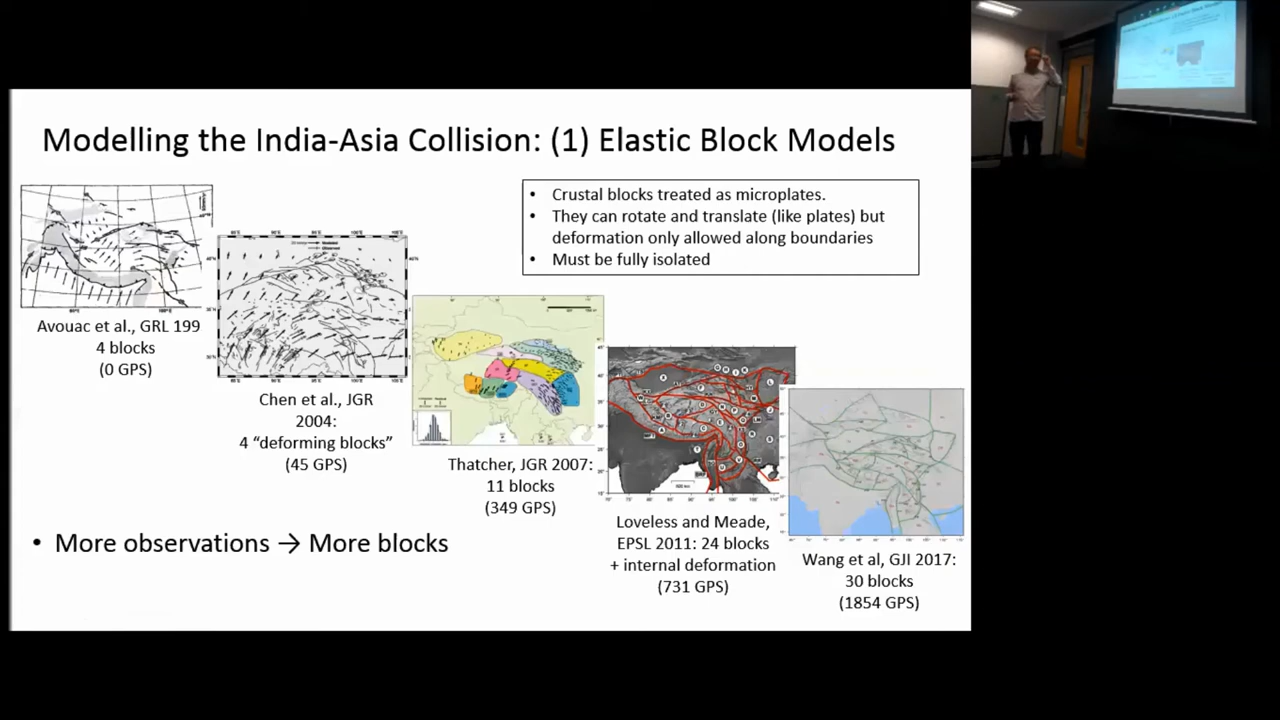 Modelling the India-Asia Collision: (1) Elastic Block Models
• Crustal blocks treated as microplates.
• They can rotate and translate (like plates) but
deformation only allowed along boundaries
• Must be fully isolated
Avouac et al., GRL 199
4 blocks
(0 GPS)
Chen et al., JGR
2004:
4 “deforming blocks”
(45 GPS)
Thatcher, JGR 2007:
11 blocks
(349 GPS)
Loveless and Meade,
EPSL 2011: 24 blocks
+ internal deformation
(731 GPS)
Wang et al, GJI 2017:
30 blocks
(1854 GPS)
• More observations → More blocks